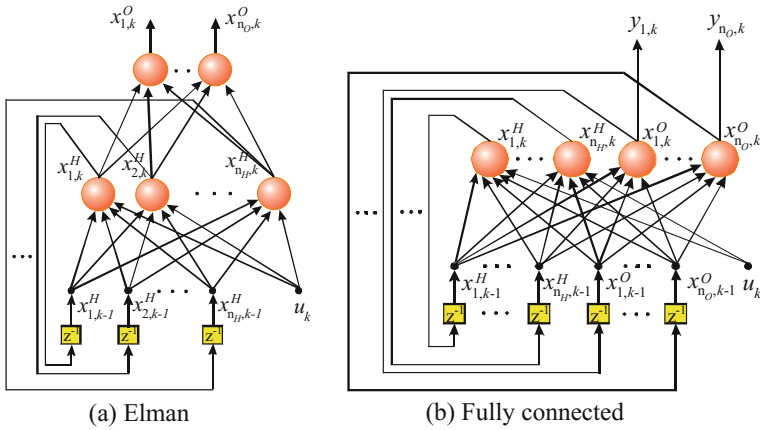 x^O_{1,k} x^O_{n_O,k} y_{1,k} y_{n_O,k}
x^H_{1,k} x^H_{2,k} x^H_{n_H,k}
x^H_{1,k} x^H_{n_H,k} x^O_{1,k} x^O_{n_O,k}
x^H_{1,k-1} x^H_{2,k-1} x^H_{n_H,k-1} u_k
x^H_{1,k-1} x^H_{n_H,k-1} x^O_{1,k-1} x^O_{n_O,k-1} u_k
z^{-1} z^{-1} z^{-1}
z^{-1} z^{-1} z^{-1} z^{-1}
(a) Elman
(b) Fully connected